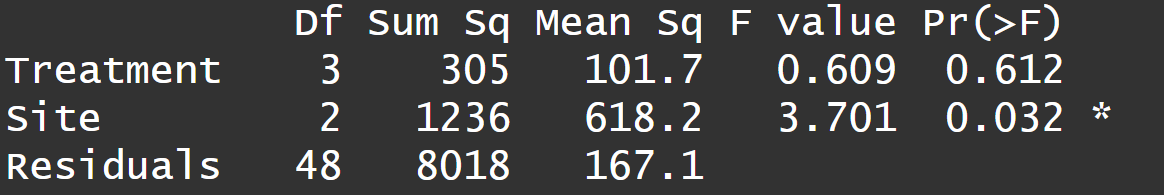 Df Sum Sq Mean Sq F value Pr(>F)
Treatment 3 305 101.7 0.609 0.612
Site 2 1236 618.2 3.701 0.032 *
Residuals 48 8018 167.1